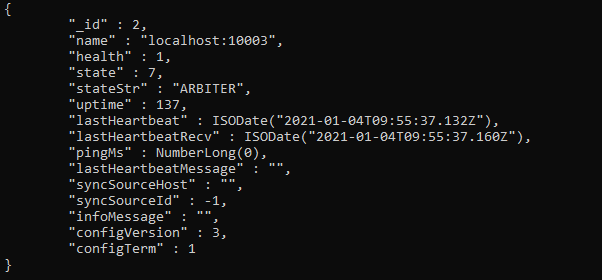 {
"_id" : 2,
"name" : "localhost:10003",
"health" : 1,
"state" : 7,
"stateStr" : "ARBITER",
"uptime" : 137,
"lastHeartbeat" : ISODate("2021-01-04T09:55:37.132Z"),
"lastHeartbeatRecv" : ISODate("2021-01-04T09:55:37.160Z"),
"pingMs" : NumberLong(0),
"lastHeartbeatMessage" : "",
"syncSourceHost" : "",
"syncSourceId" : -1,
"infoMessage" : "",
"configVersion" : 3,
"configTerm" : 1
}